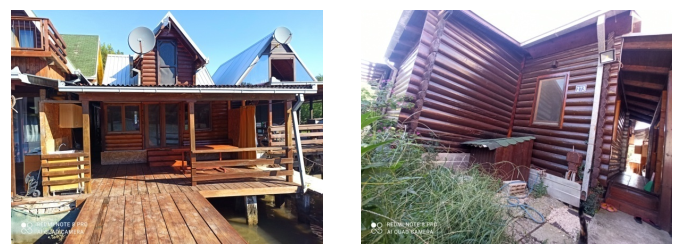 REDMI NOTE 8 PRO
AI QUAD CAMERA
REDMI NOTE 8 PRO
AI QUAD CAMERA